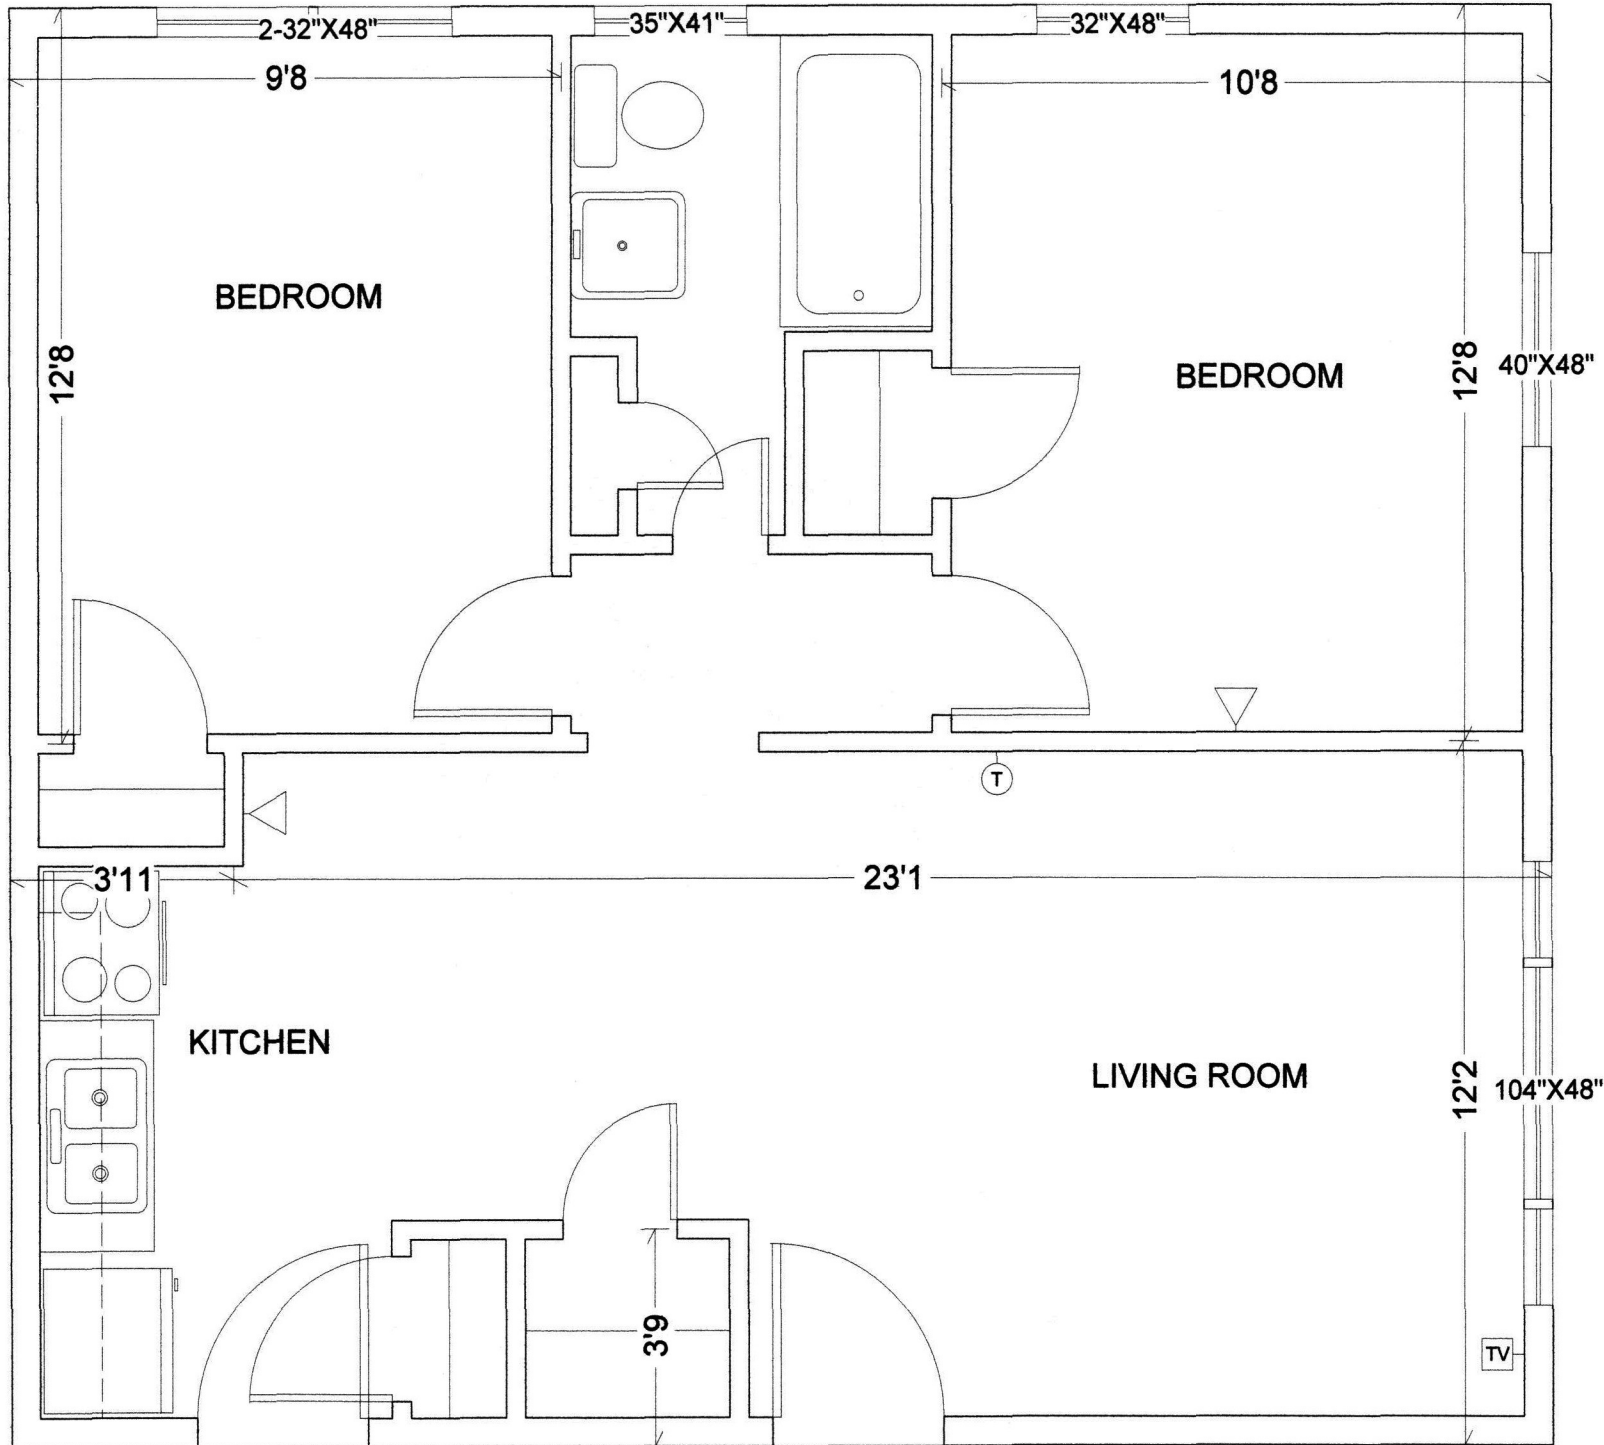 2-32"X48"
35"X41"
32"X48"
9'8
10'8
BEDROOM
12'8
BEDROOM
12'8
40"X48"
T
3'11
23'1
KITCHEN
LIVING ROOM
12'2
104"X48"
3'9
TV